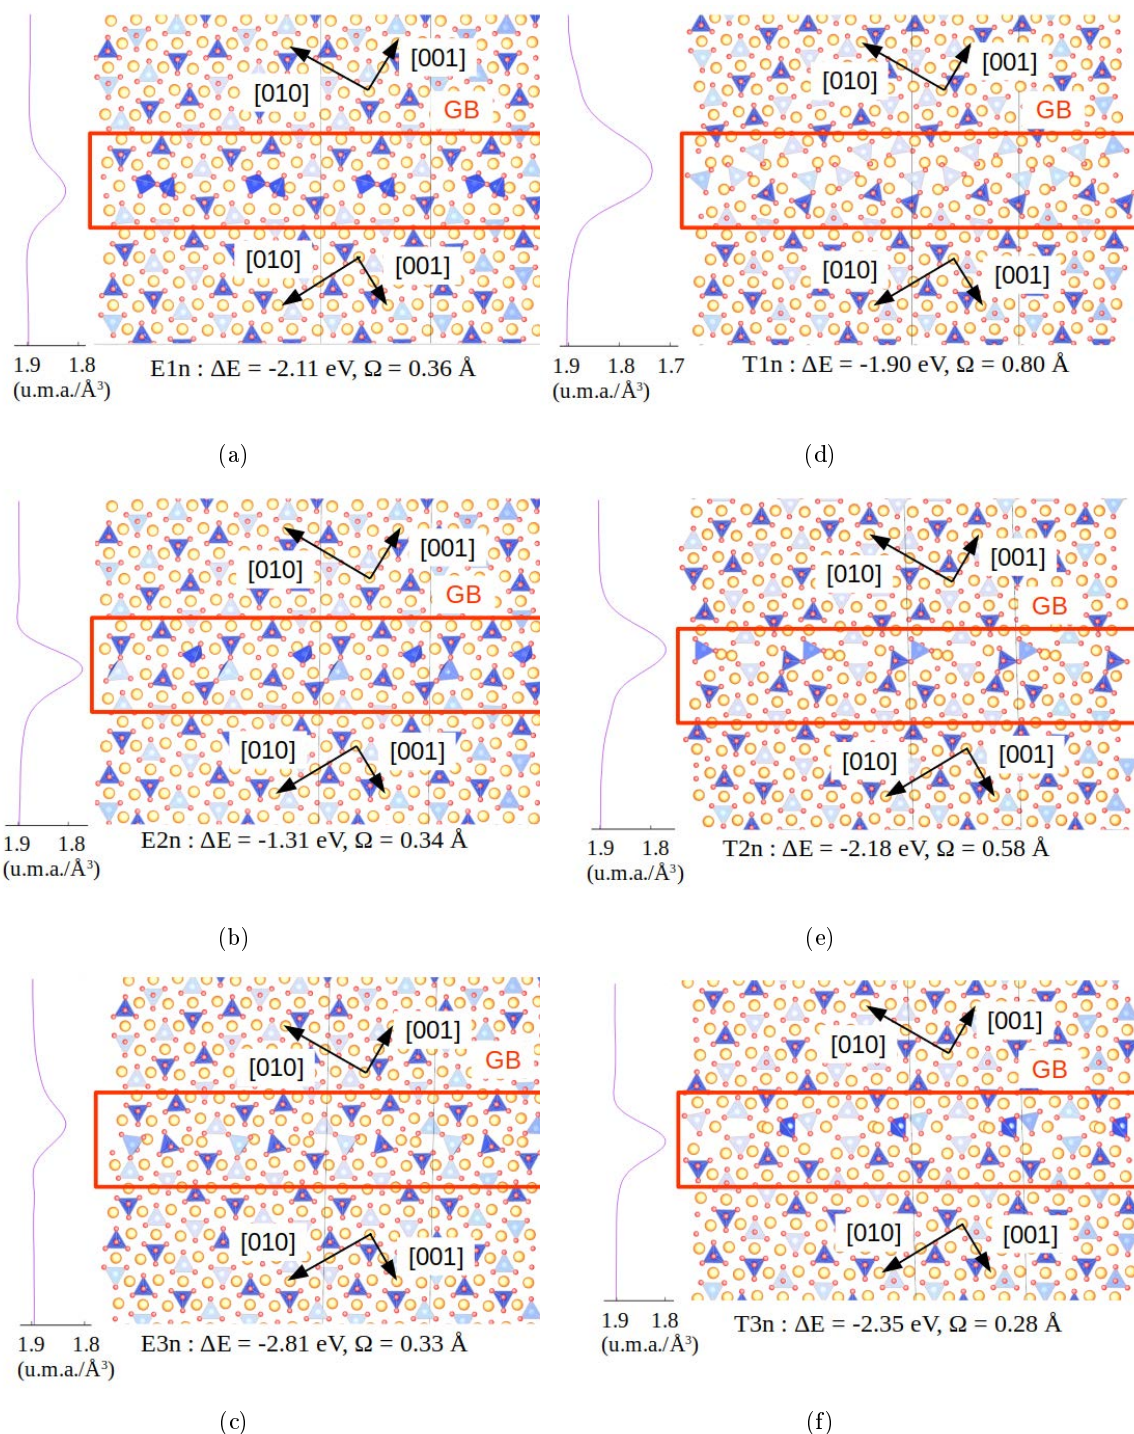 [001]
[010]
GB
[010]
[001]
1.9 1.8
(u.m.a./Å³)
E1n : ΔE = -2.11 eV, Ω = 0.36 Å
(a)
[001]
[010]
GB
[010]
[001]
1.9 1.8 1.7
(u.m.a./Å³)
T1n : ΔE = -1.90 eV, Ω = 0.80 Å
(d)
[001]
[010]
GB
[010]
[001]
1.9 1.8
(u.m.a./Å³)
E2n : ΔE = -1.31 eV, Ω = 0.34 Å
(b)
[001]
[010]
GB
[010]
[001]
1.9 1.8
(u.m.a./Å³)
T2n : ΔE = -2.18 eV, Ω = 0.58 Å
(e)
[001]
[010]
GB
[010]
[001]
1.9 1.8
(u.m.a./Å³)
E3n : ΔE = -2.81 eV, Ω = 0.33 Å
(c)
[001]
[010]
GB
[010]
[001]
1.9 1.8
(u.m.a./Å³)
T3n : ΔE = -2.35 eV, Ω = 0.28 Å
(f)